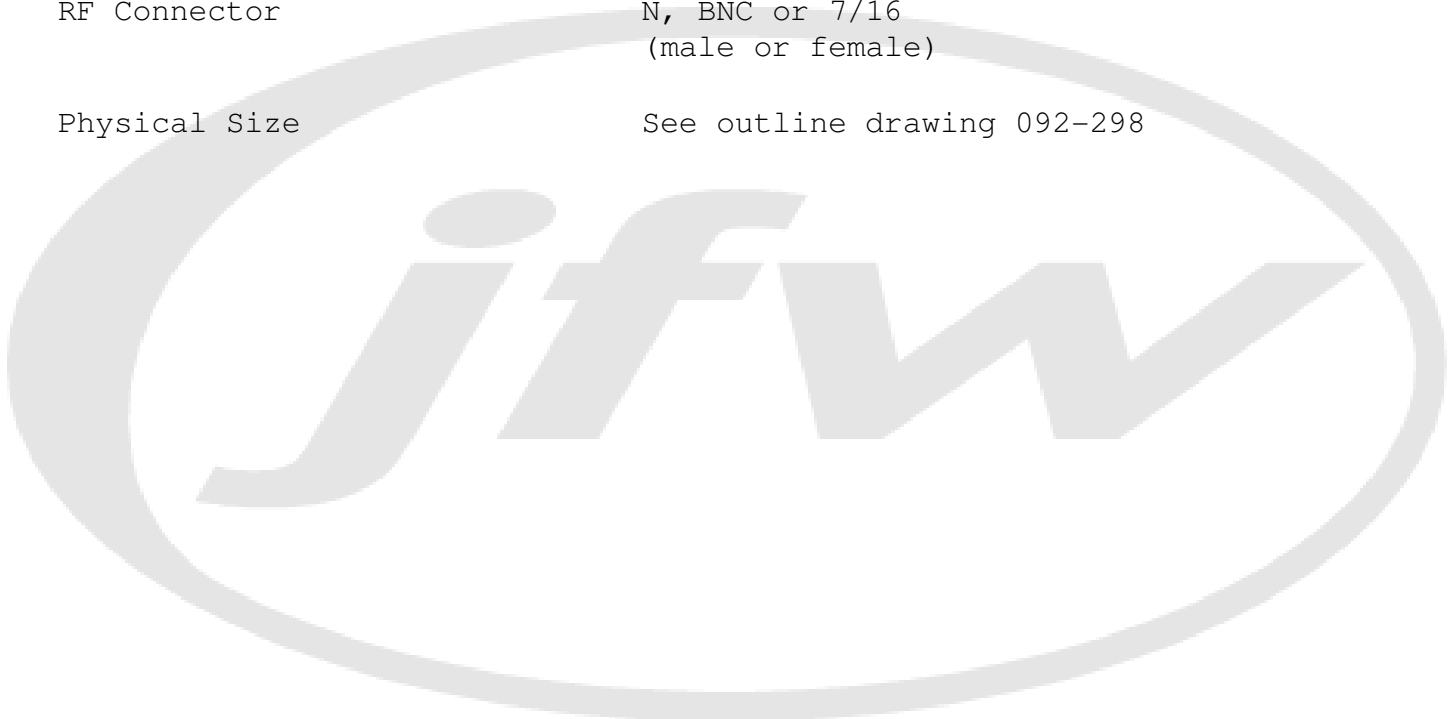 RF Connector N, BNC or 7/16
(male or female)
Physical Size See outline drawing 092-298
jfw